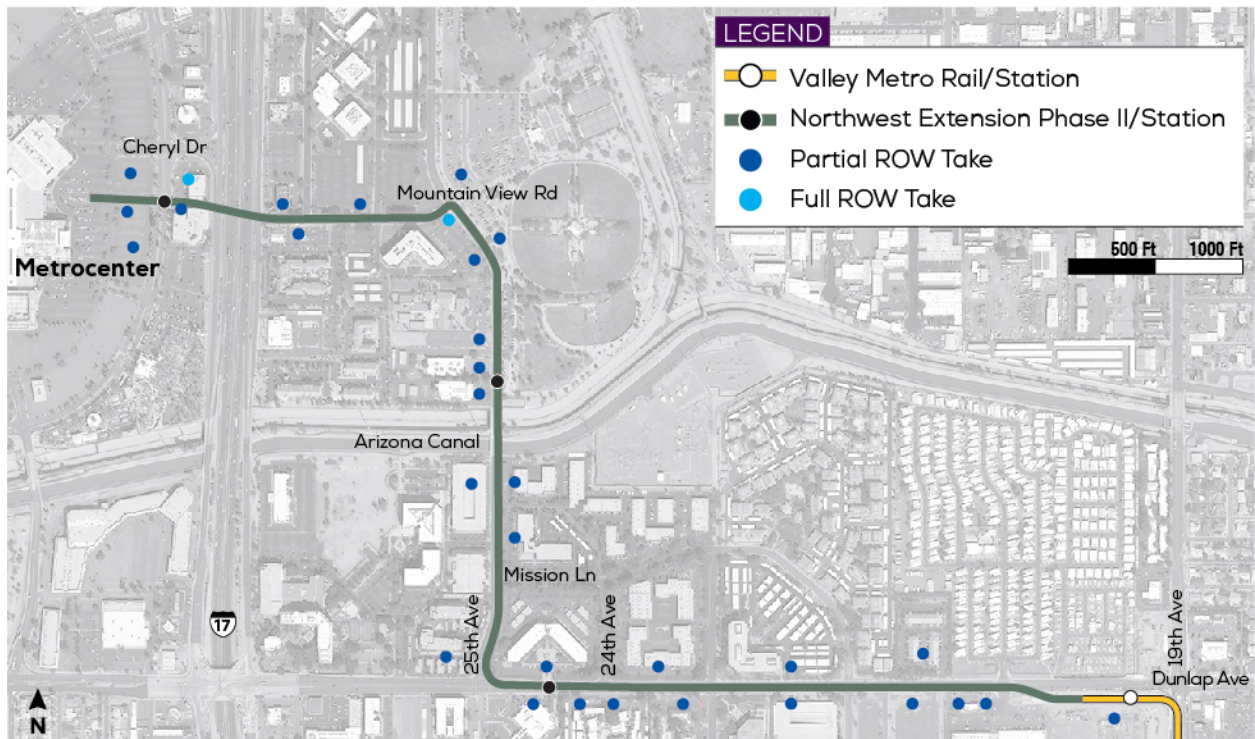 LEGEND
Valley Metro Rail/Station
Northwest Extension Phase II/Station
Partial ROW Take
Full ROW Take
500 Ft 1000 Ft
Cheryl Dr
Mountain View Rd
Metrocenter
Arizona Canal
Mission Ln
17
25th Ave
24th Ave
19th Ave
Dunlap Ave
N